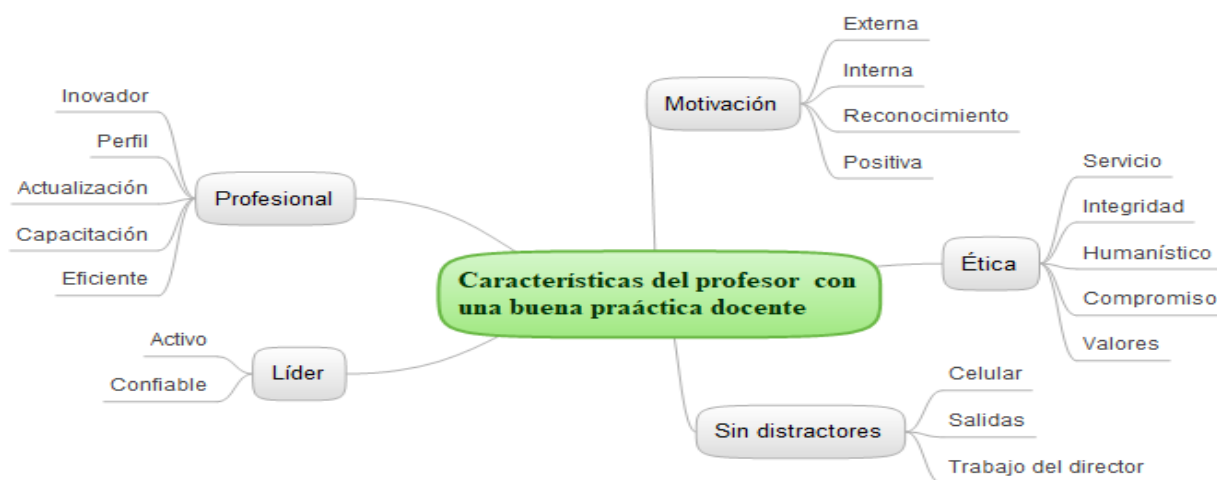 Características del profesor con
una buena praáctica docente
Motivación
Externa
Interna
Reconocimiento
Positiva
Ética
Servicio
Integridad
Humanístico
Compromiso
Valores
Sin distractores
Celular
Salidas
Trabajo del director
Profesional
Inovador
Perfil
Actualización
Capacitación
Eficiente
Líder
Activo
Confiable